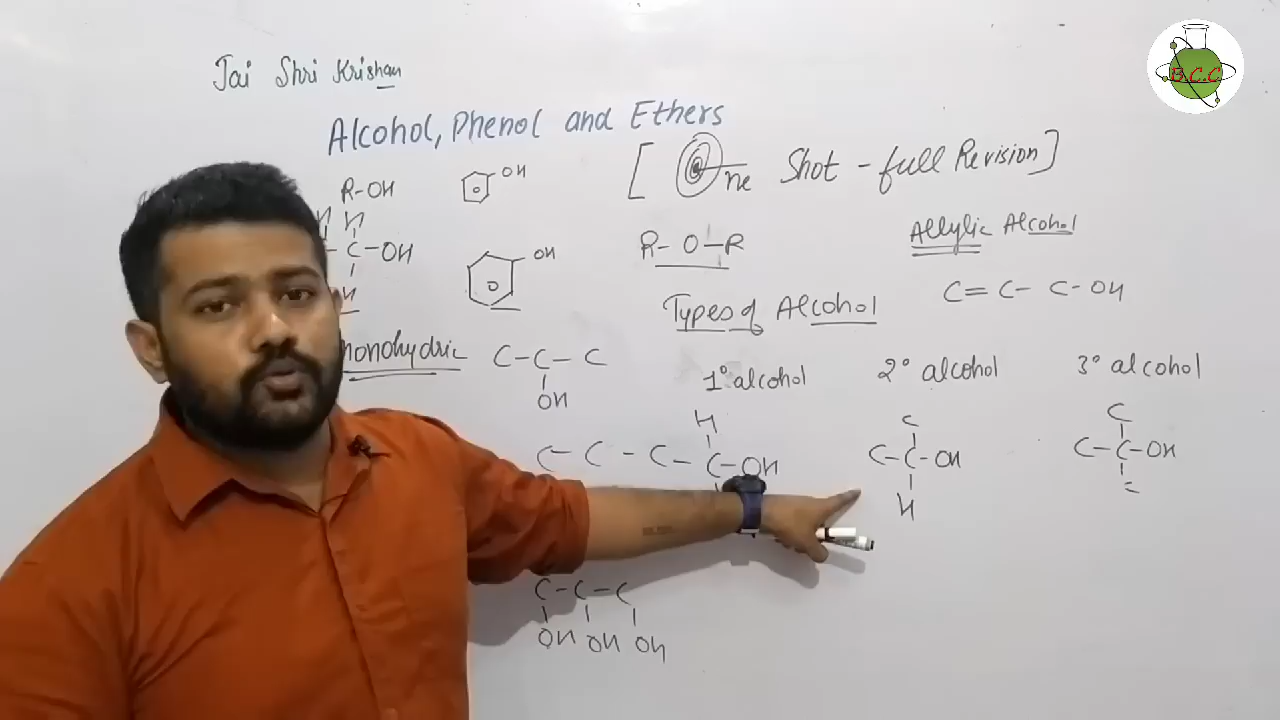 Jai Shri Krishan
B.C.C
Alcohol, Phenol and Ethers
[ One Shot - full Revision ]
R-OH
OH
H
C-OH
H
OH
R-O-R
Allylic Alcohol
C=C-C-OH
Types of Alcohol
monohydric
C-C-C
OH
1° alcohol
2° alcohol
3° alcohol
H
C-C-C-C-OH
C
C-C-OH
H
C
C-C-OH
C
C-C-C
OH OH OH